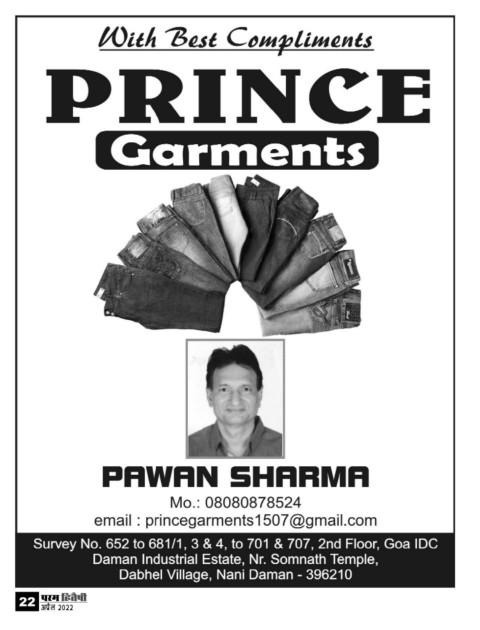 With Best Compliments
PRINCE
Garments
PAWAN SHARMA
Mo.: 08080878524
email : princegarments1507@gmail.com
Survey No. 652 to 681/1, 3 & 4, to 701 & 707, 2nd Floor, Goa IDC
Daman Industrial Estate, Nr. Somnath Temple,
Dabhel Village, Nani Daman - 396210
22 परम हितैषी
अप्रैल 2022